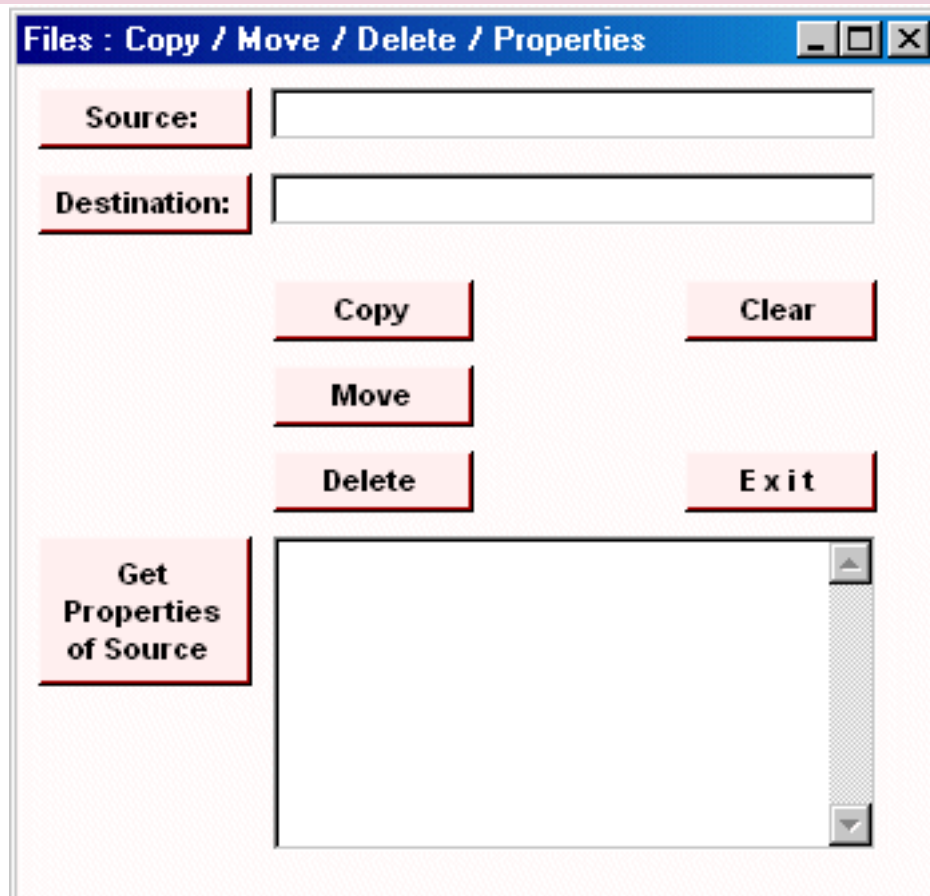 Files : Copy / Move / Delete / Properties
Source:
Destination:
Copy
Clear
Move
Delete
E x i t
Get
Properties
of Source